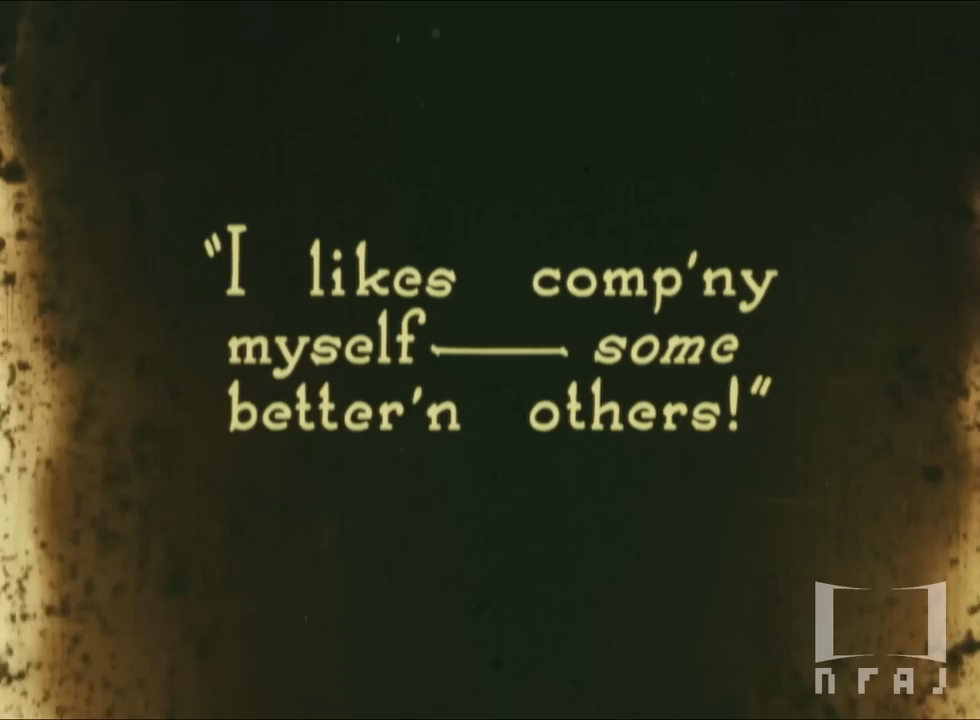 "I likes comp'ny
myself — some
better'n others!"
NFAJ